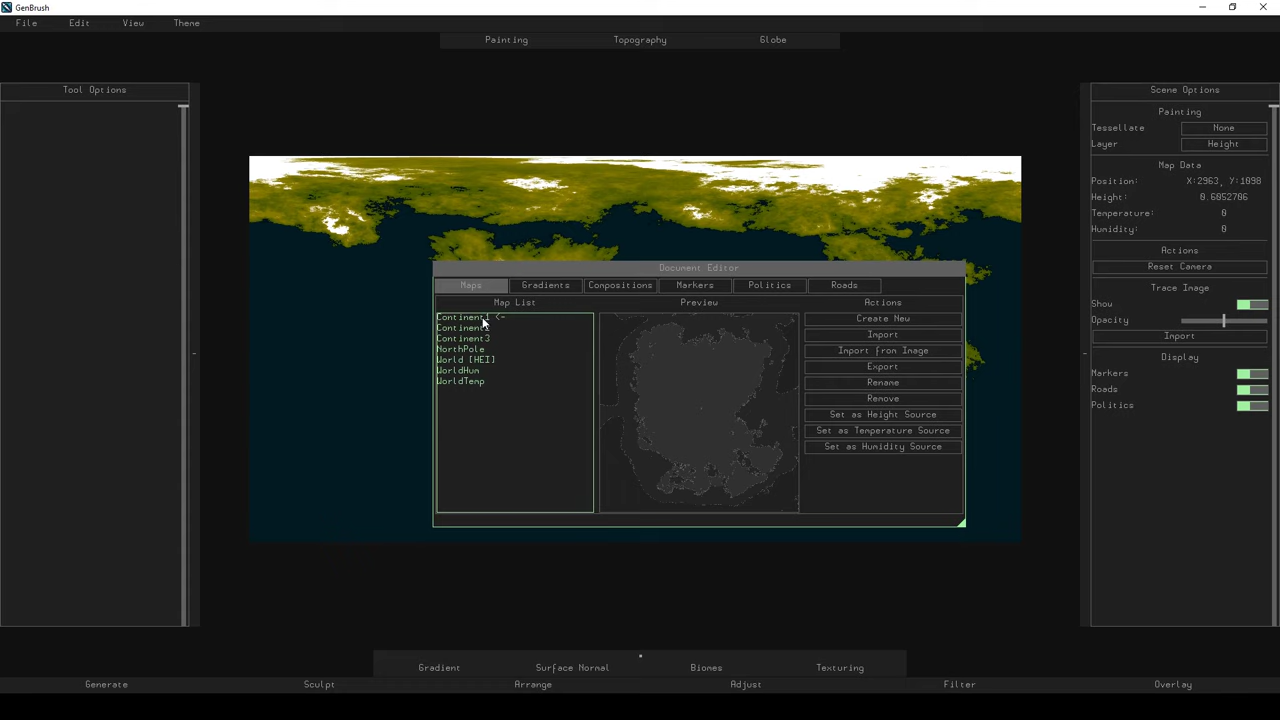 GenBrush
File Edit View Theme
Painting Topography Globe
Tool Options
Scene Options
Painting
Tessellate None
Layer Height
Map Data
Position: X:2963, Y:1098
Height: 0.6052706
Temperature: 0
Humidity: 0
Actions
Reset Camera
Trace Image
Show
Opacity
Import
Display
Markers
Roads
Politics
Document Editor
Maps Gradients Compositions Markers Politics Roads
Map List Preview Actions
Continent1 <-
Continent2
Continent3
NorthPole
World [HEI]
WorldHum
WorldTemp
Create New
Import
Import from Image
Export
Rename
Remove
Set as Height Source
Set as Temperature Source
Set as Humidity Source
Gradient Surface Normal Biomes Texturing
Generate Sculpt Arrange Adjust Filter Overlay